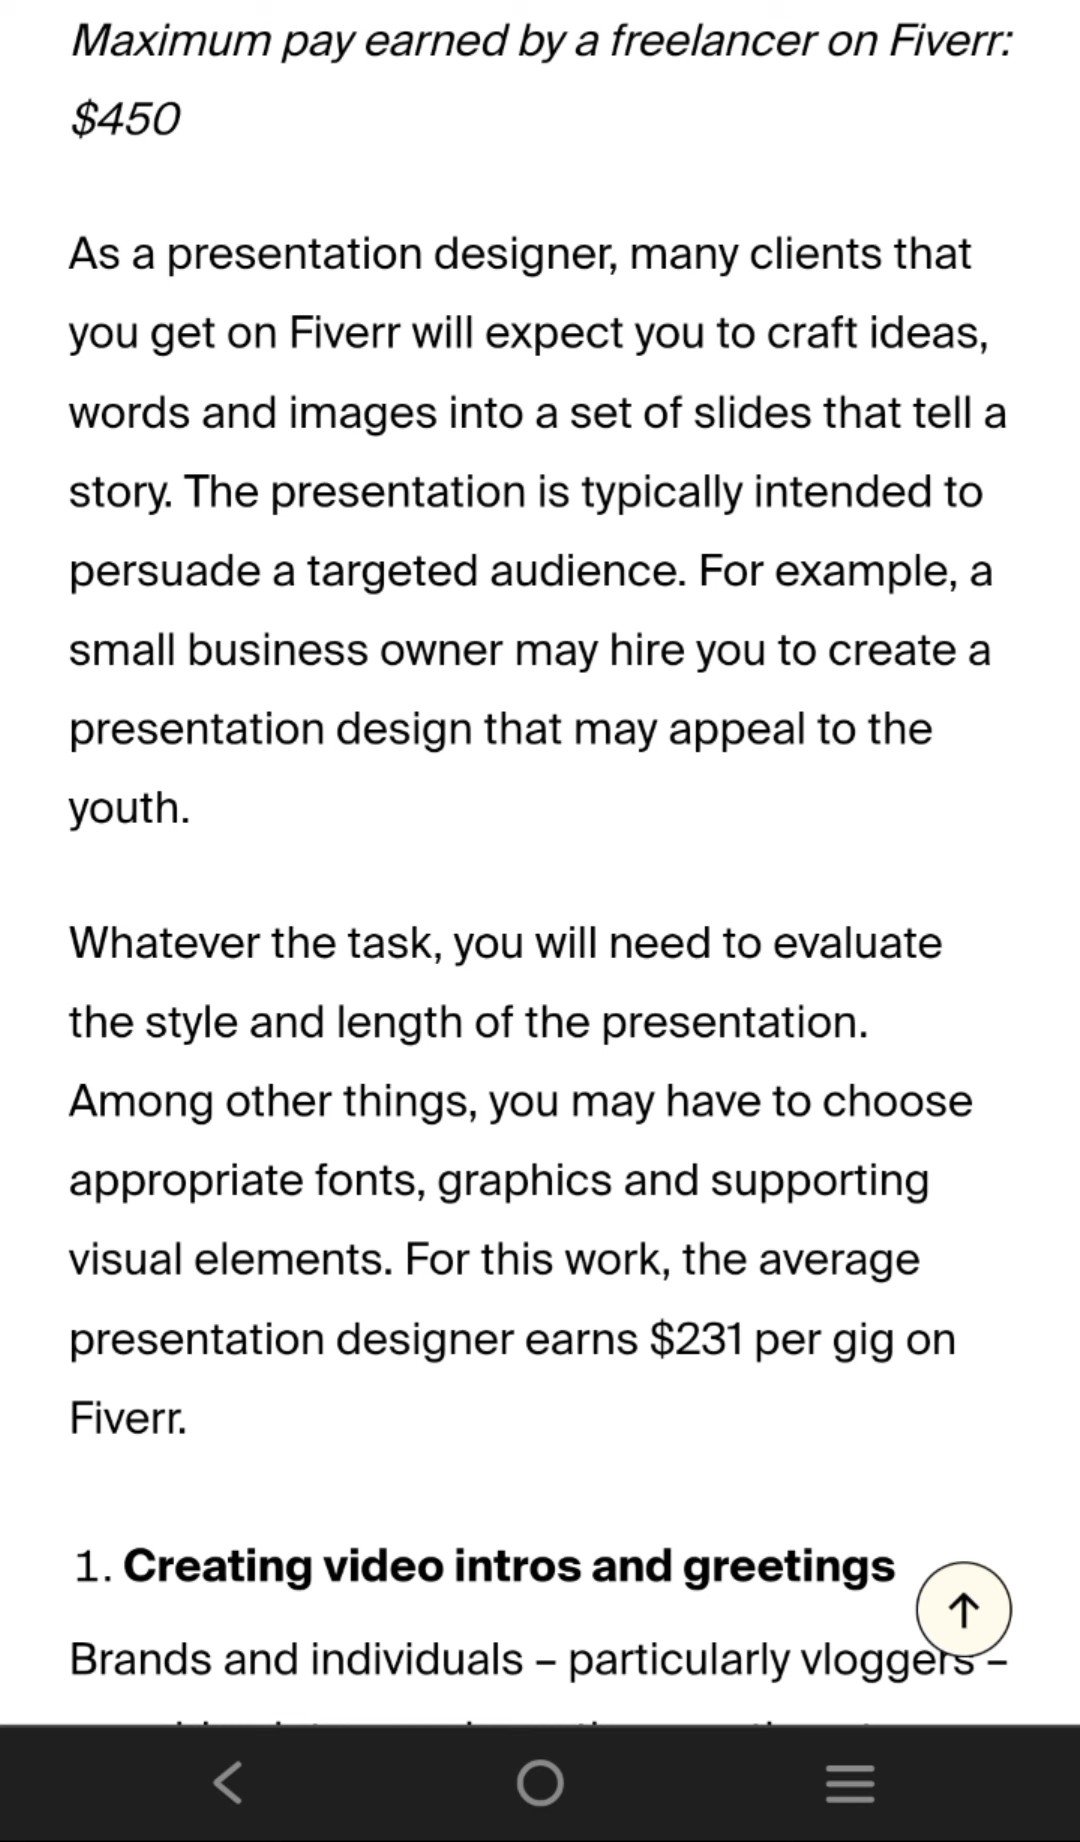 Maximum pay earned by a freelancer on Fiverr:
$450
As a presentation designer, many clients that
you get on Fiverr will expect you to craft ideas,
words and images into a set of slides that tell a
story. The presentation is typically intended to
persuade a targeted audience. For example, a
small business owner may hire you to create a
presentation design that may appeal to the
youth.
Whatever the task, you will need to evaluate
the style and length of the presentation.
Among other things, you may have to choose
appropriate fonts, graphics and supporting
visual elements. For this work, the average
presentation designer earns $231 per gig on
Fiverr.
1. Creating video intros and greetings
Brands and individuals – particularly vloggers –